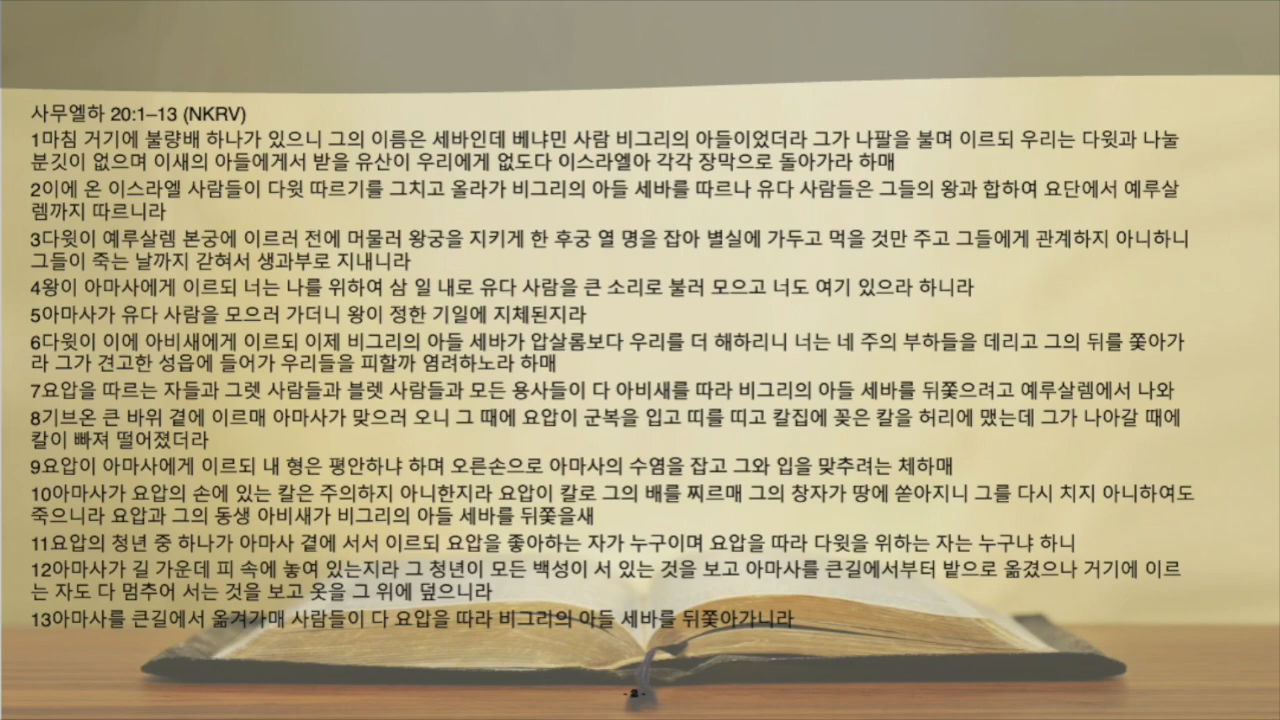 사무엘하 20:1–13 (NKRV)
1마침 거기에 불량배 하나가 있으니 그의 이름은 세바인데 베냐민 사람 비그리의 아들이었더라 그가 나팔을 불며 이르되 우리는 다윗과 나눌
분깃이 없으며 이새의 아들에게서 받을 유산이 우리에게 없도다 이스라엘아 각각 장막으로 돌아가라 하매
2이에 온 이스라엘 사람들이 다윗 따르기를 그치고 올라가 비그리의 아들 세바를 따르나 유다 사람들은 그들의 왕과 합하여 요단에서 예루살
렘까지 따르니라
3다윗이 예루살렘 본궁에 이르러 전에 머물러 왕궁을 지키게 한 후궁 열 명을 잡아 별실에 가두고 먹을 것만 주고 그들에게 관계하지 아니하니
그들이 죽는 날까지 갇혀서 생과부로 지내니라
4왕이 아마사에게 이르되 너는 나를 위하여 삼 일 내로 유다 사람을 큰 소리로 불러 모으고 너도 여기 있으라 하니라
5아마사가 유다 사람을 모으러 가더니 왕이 정한 기일에 지체된지라
6다윗이 이에 아비새에게 이르되 이제 비그리의 아들 세바가 압살롬보다 우리를 더 해하리니 너는 네 주의 부하들을 데리고 그의 뒤를 쫓아가
라 그가 견고한 성읍에 들어가 우리들을 피할까 염려하노라 하매
7요압을 따르는 자들과 그렛 사람들과 블렛 사람들과 모든 용사들이 다 아비새를 따라 비그리의 아들 세바를 뒤쫓으려고 예루살렘에서 나와
8기브온 큰 바위 곁에 이르매 아마사가 맞으러 오니 그 때에 요압이 군복을 입고 띠를 띠고 칼집에 꽂은 칼을 허리에 맸는데 그가 나아갈 때에
칼이 빠져 떨어졌더라
9요압이 아마사에게 이르되 내 형은 평안하냐 하며 오른손으로 아마사의 수염을 잡고 그와 입을 맞추려는 체하매
10아마사가 요압의 손에 있는 칼은 주의하지 아니한지라 요압이 칼로 그의 배를 찌르매 그의 창자가 땅에 쏟아지니 그를 다시 치지 아니하여도
죽으니라 요압과 그의 동생 아비새가 비그리의 아들 세바를 뒤쫓을새
11요압의 청년 중 하나가 아마사 곁에 서서 이르되 요압을 좋아하는 자가 누구이며 요압을 따라 다윗을 위하는 자는 누구냐 하니
12아마사가 길 가운데 피 속에 놓여 있는지라 그 청년이 모든 백성이 서 있는 것을 보고 아마사를 큰길에서부터 밭으로 옮겼으나 거기에 이르
는 자도 다 멈추어 서는 것을 보고 옷을 그 위에 덮으니라
13아마사를 큰길에서 옮겨가매 사람들이 다 요압을 따라 비그리의 아들 세바를 뒤쫓아가니라
- 2 -